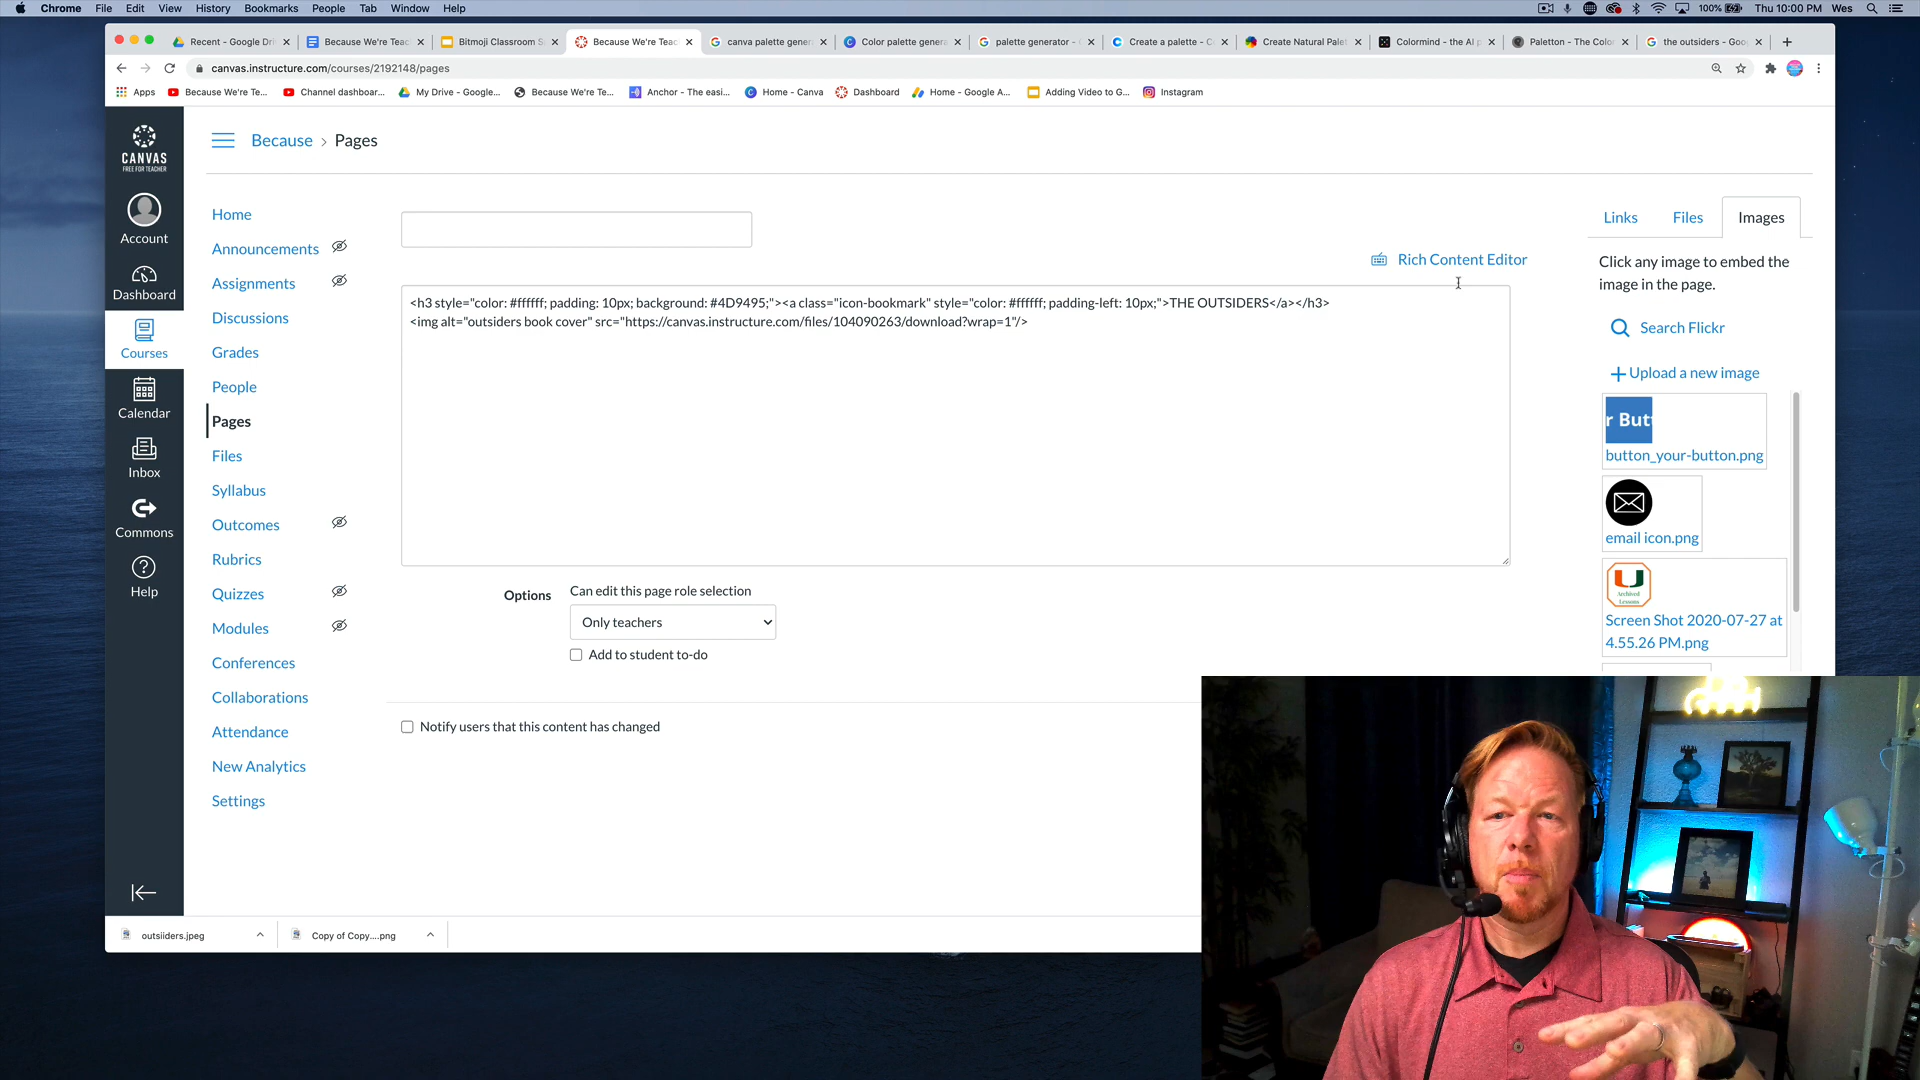 Chrome File Edit View History Bookmarks People Tab Window Help
100% Thu 10:00 PM Wes
Recent - Google Dri
Because We're Teac
Bitmoji Classroom S
Because We're Teac
canva palette gener
Color palette genera
palette generator -
Create a palette - C
Create Natural Palet
Colormind - the AI p
Paletton - The Color
the outsiders - Goo
canvas.instructure.com/courses/2192148/pages
Apps
Because We're Te...
Channel dashboar...
My Drive - Google...
Because We're Te...
Anchor - The easi...
Home - Canva
Dashboard
Home - Google A...
Adding Video to G...
Instagram
CANVAS
FREE FOR TEACHER
Account
Dashboard
Courses
Calendar
Inbox
Commons
Help
Because › Pages
Home
Announcements
Assignments
Discussions
Grades
People
Pages
Files
Syllabus
Outcomes
Rubrics
Quizzes
Modules
Conferences
Collaborations
Attendance
New Analytics
Settings
Rich Content Editor
<h3 style="color: #ffffff; padding: 10px; background: #4D9495;"><a class="icon-bookmark" style="color: #ffffff; padding-left: 10px;">THE OUTSIDERS</a></h3>
<img alt="outsiders book cover" src="https://canvas.instructure.com/files/104090263/download?wrap=1"/>
Options
Can edit this page role selection
Only teachers
Add to student to-do
Notify users that this content has changed
Links
Files
Images
Click any image to embed the
image in the page.
Search Flickr
Upload a new image
r But
button_your-button.png
email icon.png
U
Archived
Lessons
Screen Shot 2020-07-27 at
4.55.26 PM.png
outsiiders.jpeg
Copy of Copy....png